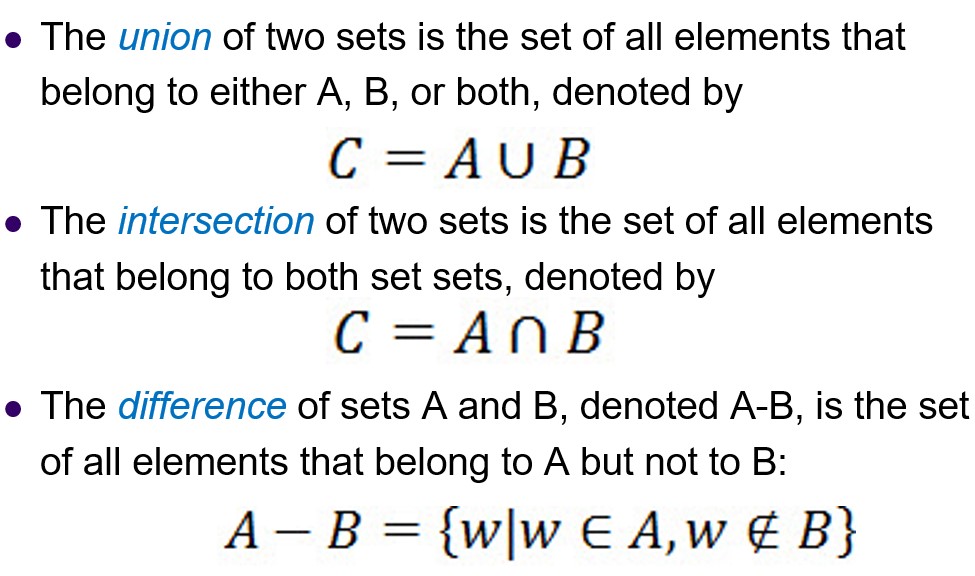 • The union of two sets is the set of all elements that
belong to either A, B, or both, denoted by
C = A ∪ B
• The intersection of two sets is the set of all elements
that belong to both set sets, denoted by
C = A ∩ B
• The difference of sets A and B, denoted A-B, is the set
of all elements that belong to A but not to B:
A − B = {w|w ∈ A, w ∉ B}